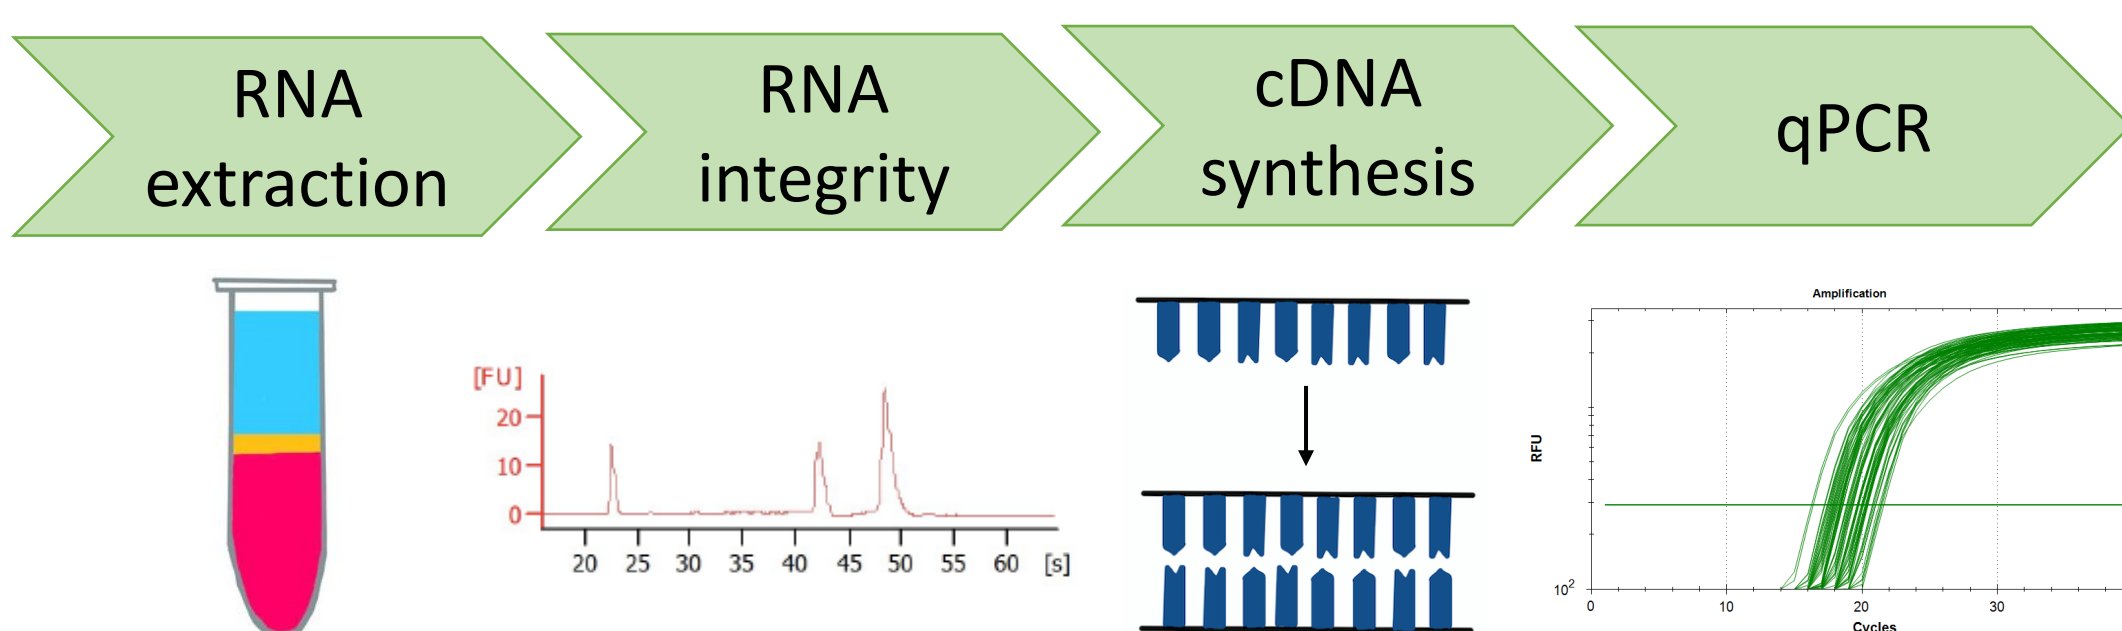 RNA
extraction
RNA
integrity
cDNA
synthesis
qPCR
[FU]
20
10
0
20 25 30 35 40 45 50 55 60 [s]
Amplification
RFU
10²
0 10 20 30
Cycles